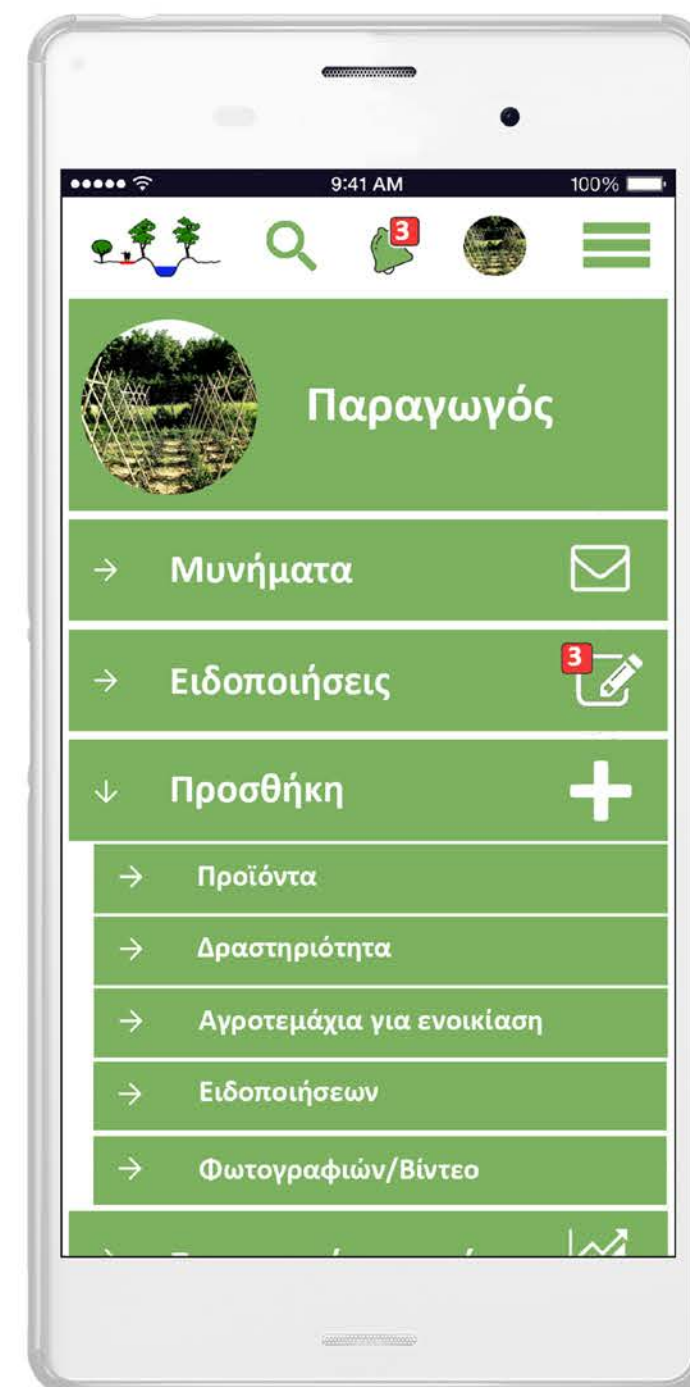 9:41 AM 100%
3
Παραγωγός
Μυνήματα
Ειδοποιήσεις 3
Προσθήκη
Προϊόντα
Δραστηριότητα
Αγροτεμάχια για ενοικίαση
Ειδοποιήσεων
Φωτογραφιών/Βίντεο